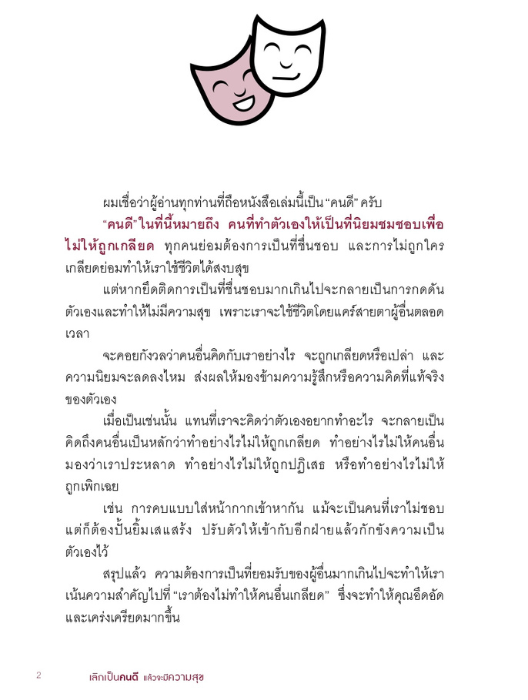 ผมเชื่อว่าผู้อ่านทุกท่านที่ถือหนังสือเล่มนี้เป็น “คนดี” ครับ
“คนดี” ในที่นี้หมายถึง คนที่ทำตัวเองให้เป็นที่นิยมชมชอบเพื่อ
ไม่ให้ถูกเกลียด ทุกคนย่อมต้องการเป็นที่ชื่นชอบ และการไม่ถูกใคร
เกลียดย่อมทำให้เราใช้ชีวิตได้สงบสุข
แต่หากยึดติดการเป็นที่ชื่นชอบมากเกินไปจะกลายเป็นการกดดัน
ตัวเองและทำให้ไม่มีความสุข เพราะเราจะใช้ชีวิตโดยแคร์สายตาผู้อื่นตลอด
เวลา
จะคอยกังวลว่าคนอื่นคิดกับเราอย่างไร จะถูกเกลียดหรือเปล่า และ
ความนิยมจะลดลงไหม ส่งผลให้มองข้ามความรู้สึกหรือความคิดที่แท้จริง
ของตัวเอง
เมื่อเป็นเช่นนั้น แทนที่เราจะคิดว่าตัวเองอยากทำอะไร จะกลายเป็น
คิดถึงคนอื่นเป็นหลักว่าทำอย่างไรไม่ให้ถูกเกลียด ทำอย่างไรไม่ให้คนอื่น
มองว่าเราประหลาด ทำอย่างไรไม่ให้ถูกปฏิเสธ หรือทำอย่างไรไม่ให้
ถูกเพิกเฉย
เช่น การคบแบบใส่หน้ากากเข้าหากัน แม้จะเป็นคนที่เราไม่ชอบ
แต่ก็ต้องปั้นยิ้มเสแสร้ง ปรับตัวให้เข้ากับอีกฝ่ายแล้วกักขังความเป็น
ตัวเองไว้
สรุปแล้ว ความต้องการเป็นที่ยอมรับของผู้อื่นมากเกินไปจะทำให้เรา
เน้นความสำคัญไปที่ “เราต้องไม่ทำให้คนอื่นเกลียด” ซึ่งจะทำให้คุณอึดอัด
และเคร่งเครียดมากขึ้น
2 เลิกเป็นคนดี แล้วจะมีความสุข